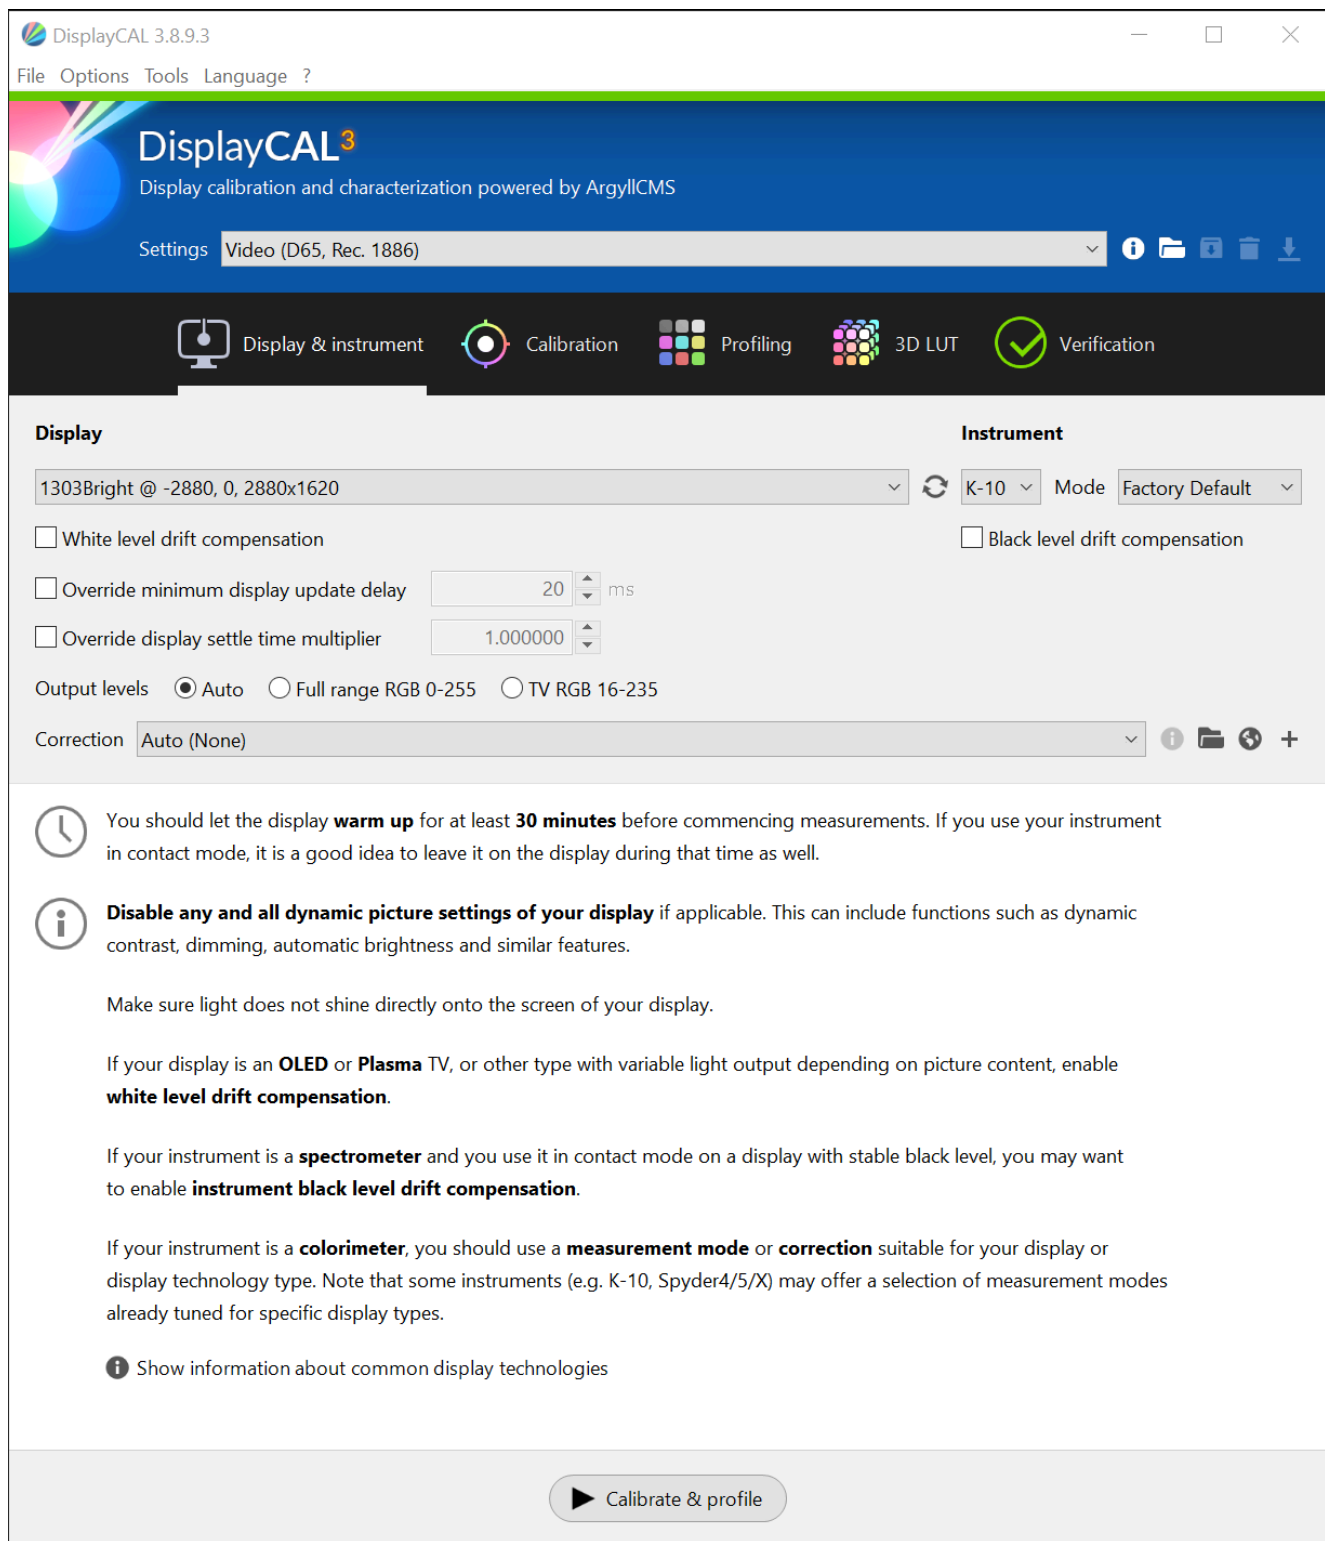 DisplayCAL 3.8.9.3
File Options Tools Language ?
DisplayCAL3
Display calibration and characterization powered by ArgyllCMS
Settings Video (D65, Rec. 1886)
Display & instrument Calibration Profiling 3D LUT Verification
Display Instrument
1303Bright @ -2880, 0, 2880x1620 K-10 Mode Factory Default
White level drift compensation Black level drift compensation
Override minimum display update delay 20 ms
Override display settle time multiplier 1.000000
Output levels Auto Full range RGB 0-255 TV RGB 16-235
Correction Auto (None)
You should let the display warm up for at least 30 minutes before commencing measurements. If you use your instrument
in contact mode, it is a good idea to leave it on the display during that time as well.
Disable any and all dynamic picture settings of your display if applicable. This can include functions such as dynamic
contrast, dimming, automatic brightness and similar features.
Make sure light does not shine directly onto the screen of your display.
If your display is an OLED or Plasma TV, or other type with variable light output depending on picture content, enable
white level drift compensation.
If your instrument is a spectrometer and you use it in contact mode on a display with stable black level, you may want
to enable instrument black level drift compensation.
If your instrument is a colorimeter, you should use a measurement mode or correction suitable for your display or
display technology type. Note that some instruments (e.g. K-10, Spyder4/5/X) may offer a selection of measurement modes
already tuned for specific display types.
Show information about common display technologies
Calibrate & profile